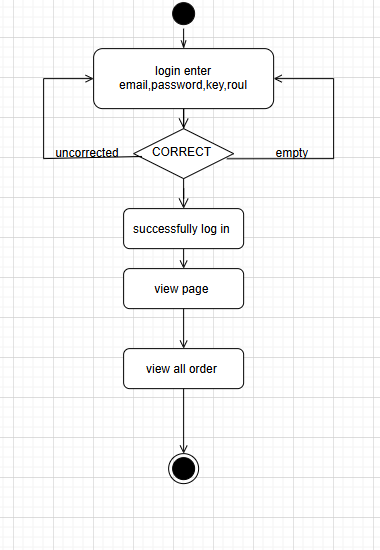 login enter
email,password,key,roul
uncorrected
CORRECT
empty
successfully log in
view page
view all order